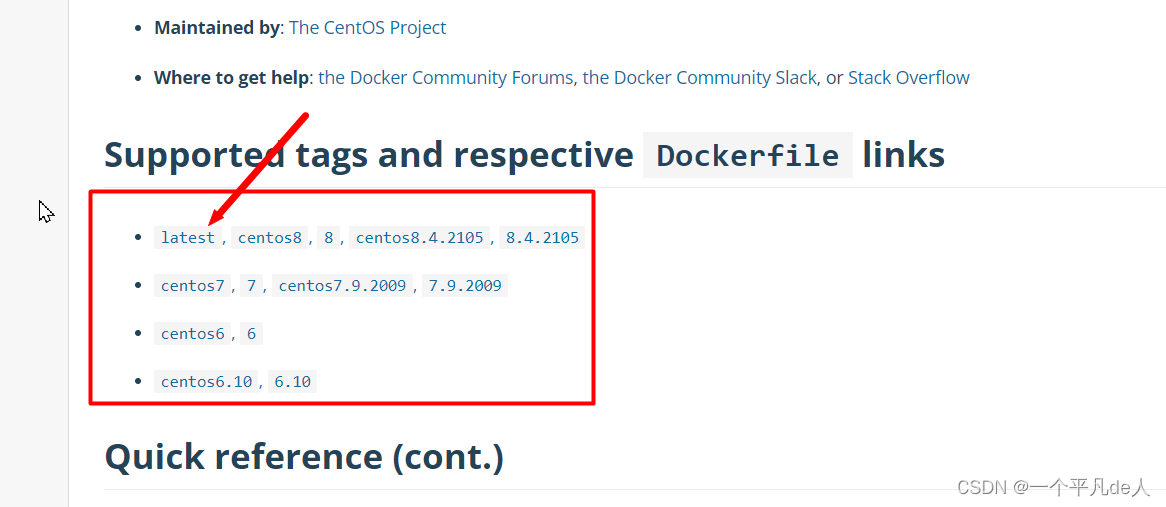 Maintained by: The CentOS Project
Where to get help: the Docker Community Forums, the Docker Community Slack, or Stack Overflow
Supported tags and respective Dockerfile links
latest, centos8, 8, centos8.4.2105, 8.4.2105
centos7, 7, centos7.9.2009, 7.9.2009
centos6, 6
centos6.10, 6.10
Quick reference (cont.)
CSDN @一个平凡de人